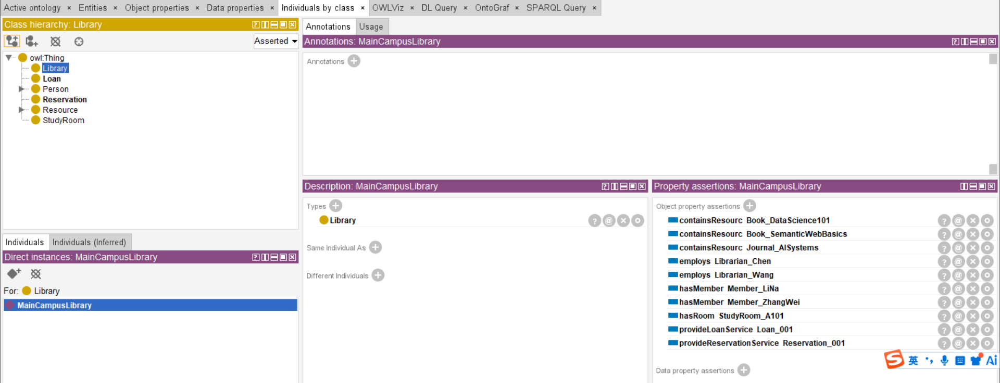 Active ontology × Entities × Object properties × Data properties × Individuals by class × OWLViz × DL Query × OntoGraf × SPARQL Query ×
Class hierarchy: Library
Asserted
owl:Thing
Library
Loan
Person
Reservation
Resource
StudyRoom
Individuals Individuals (Inferred)
Direct instances: MainCampusLibrary
For: Library
MainCampusLibrary
Annotations Usage
Annotations: MainCampusLibrary
Annotations
Description: MainCampusLibrary
Types
Library
Same Individual As
Different Individuals
Property assertions: MainCampusLibrary
Object property assertions
containsResourc Book_DataScience101
containsResourc Book_SemanticWebBasics
containsResourc Journal_AISystems
employs Librarian_Chen
employs Librarian_Wang
hasMember Member_LiNa
hasMember Member_ZhangWei
hasRoom StudyRoom_A101
provideLoanService Loan_001
provideReservationService Reservation_001
英 Ai
Data property assertions